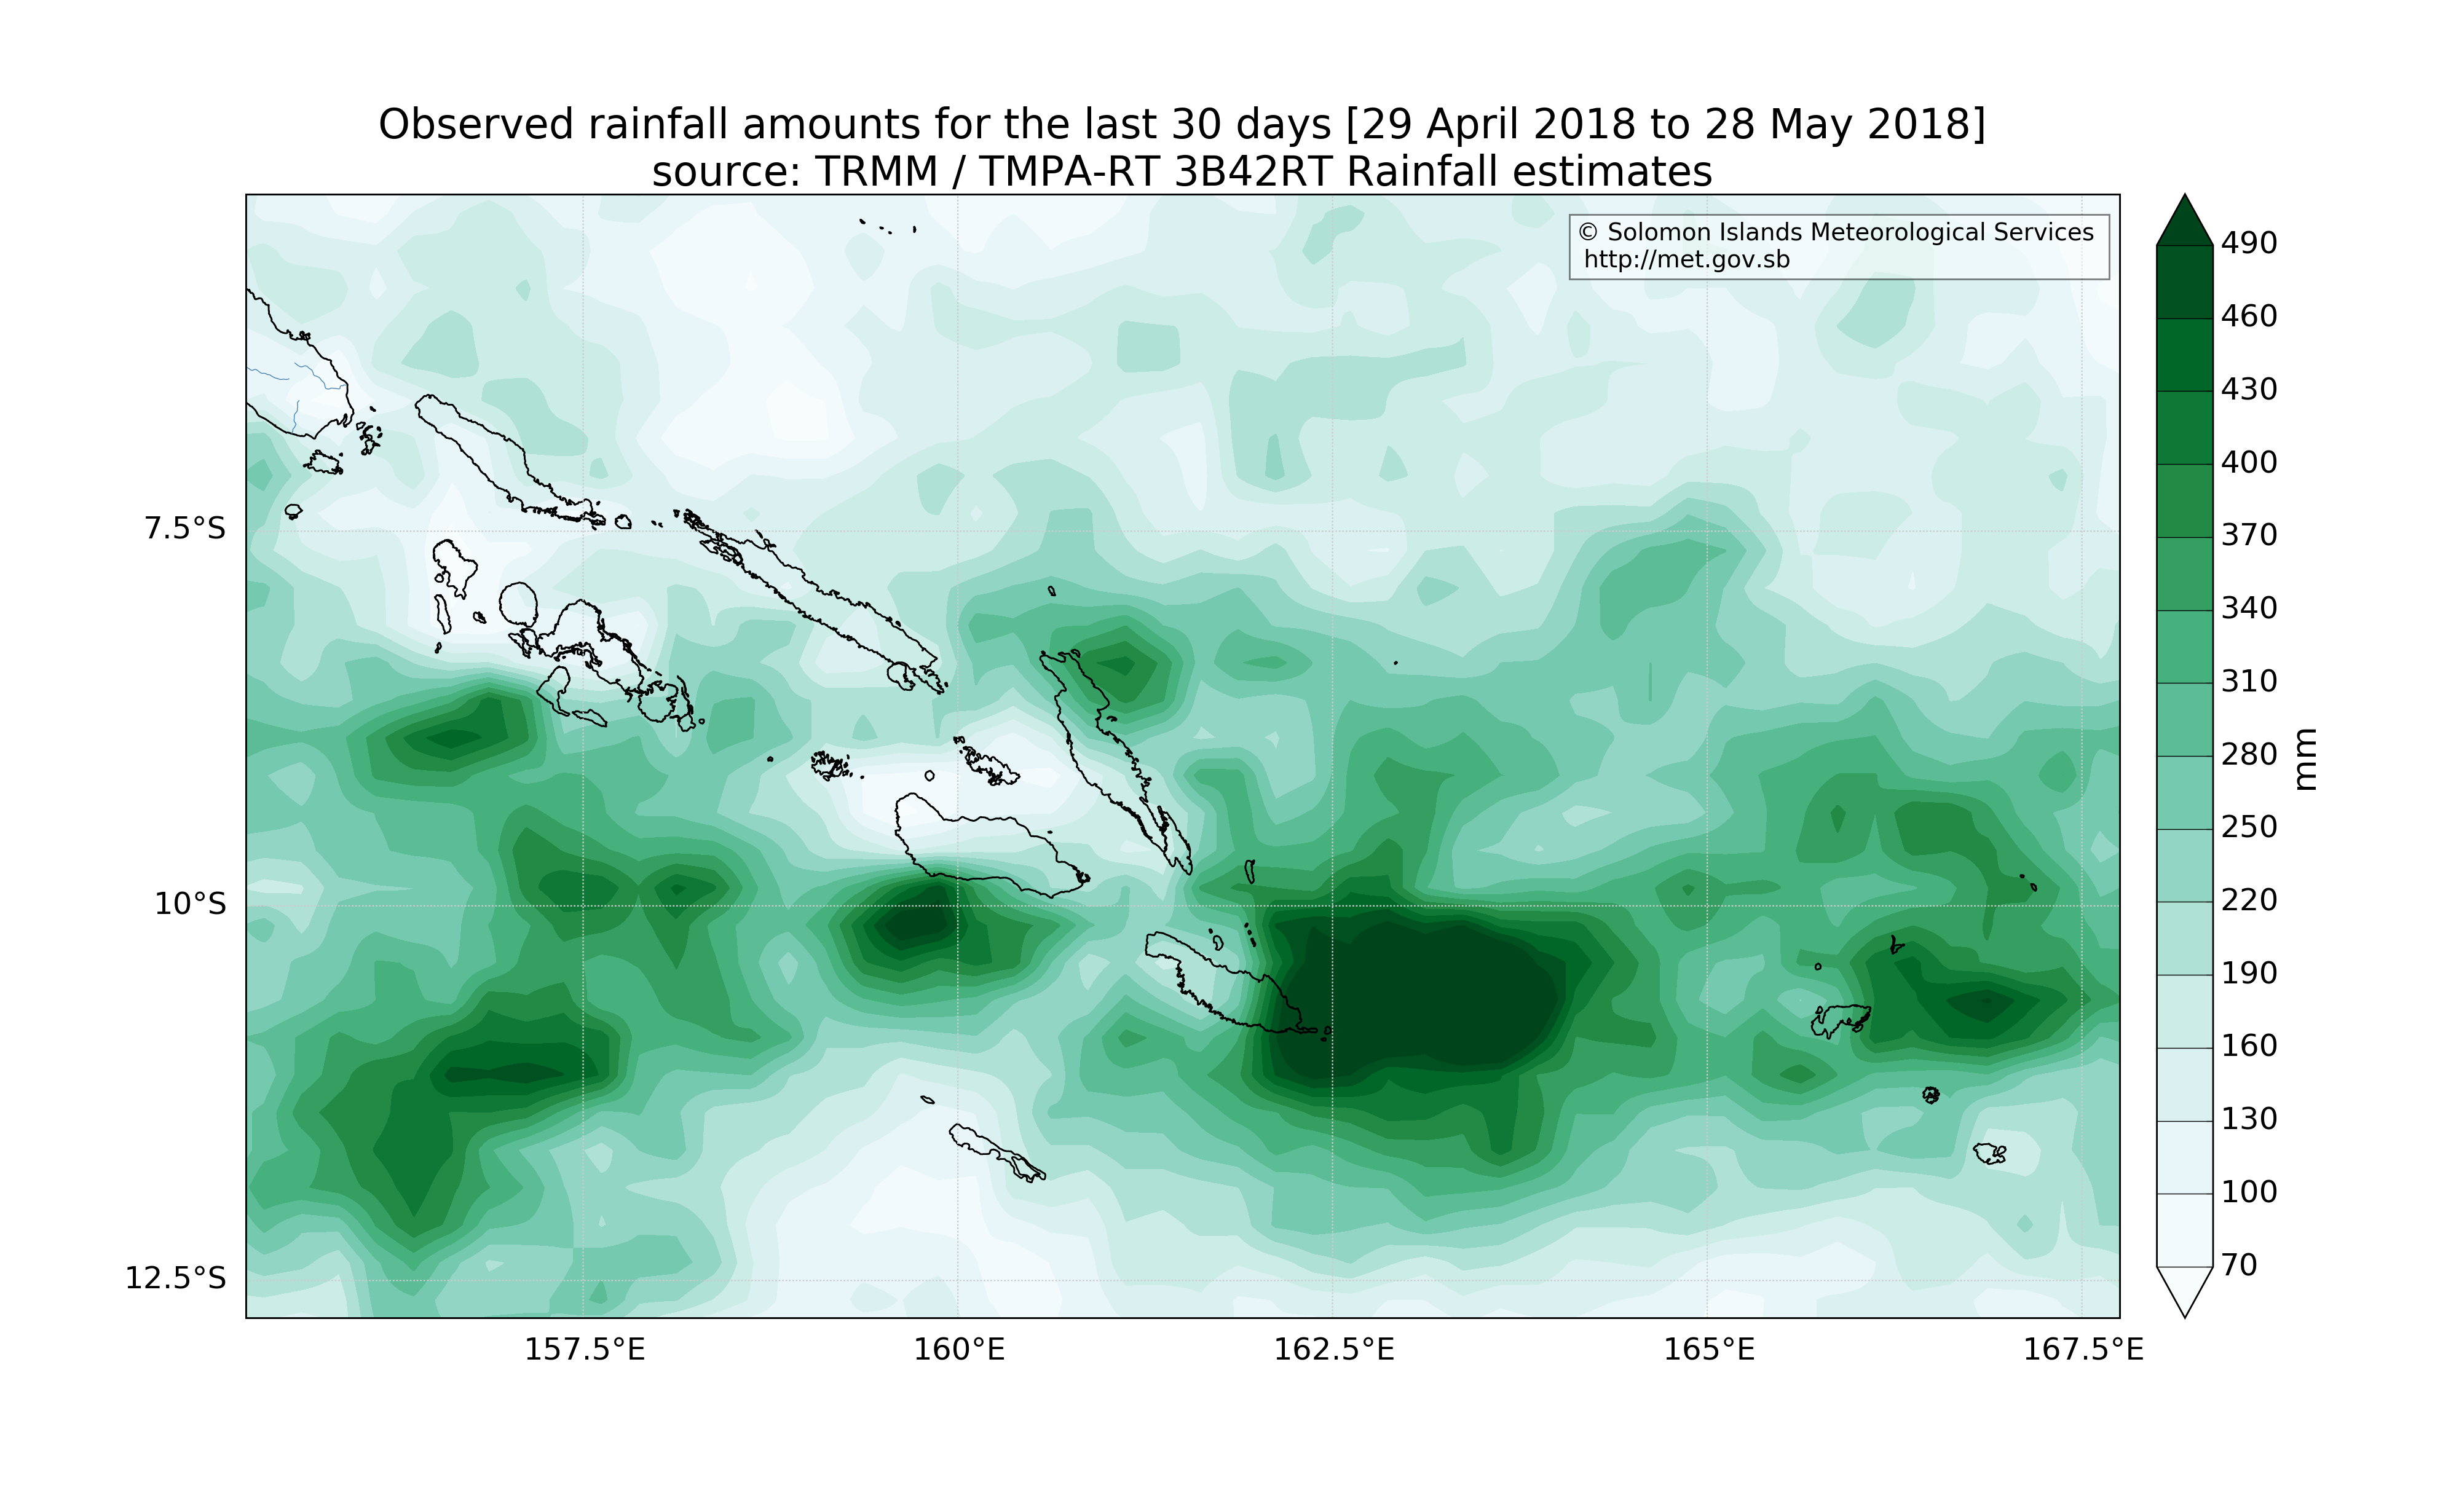 Observed rainfall amounts for the last 30 days [29 April 2018 to 28 May 2018]
source: TRMM / TMPA-RT 3B42RT Rainfall estimates
© Solomon Islands Meteorological Services
http://met.gov.sb
7.5°S
10°S
12.5°S
157.5°E
160°E
162.5°E
165°E
167.5°E
490
460
430
400
370
340
310
280
250
220
190
160
130
100
70
mm